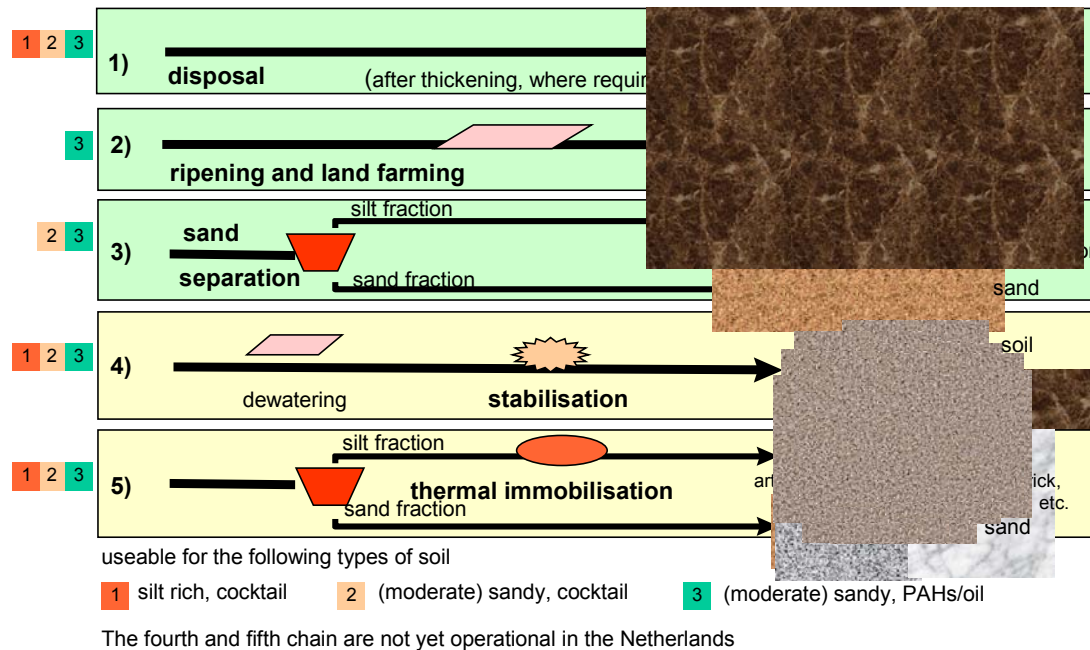 1 2 3
1)
disposal (after thickening, where
3
2)
ripening and land farming
2 3
silt fraction
sand
3)
separation
sand fraction
sand
1 2 3
soil
4)
dewatering stabilisation
1 2 3
silt fraction
5)
thermal immobilisation
sand fraction
etc.
sand
useable for the following types of soil
1 silt rich, cocktail 2 (moderate) sandy, cocktail 3 (moderate) sandy, PAHs/oil
The fourth and fifth chain are not yet operational in the Netherlands